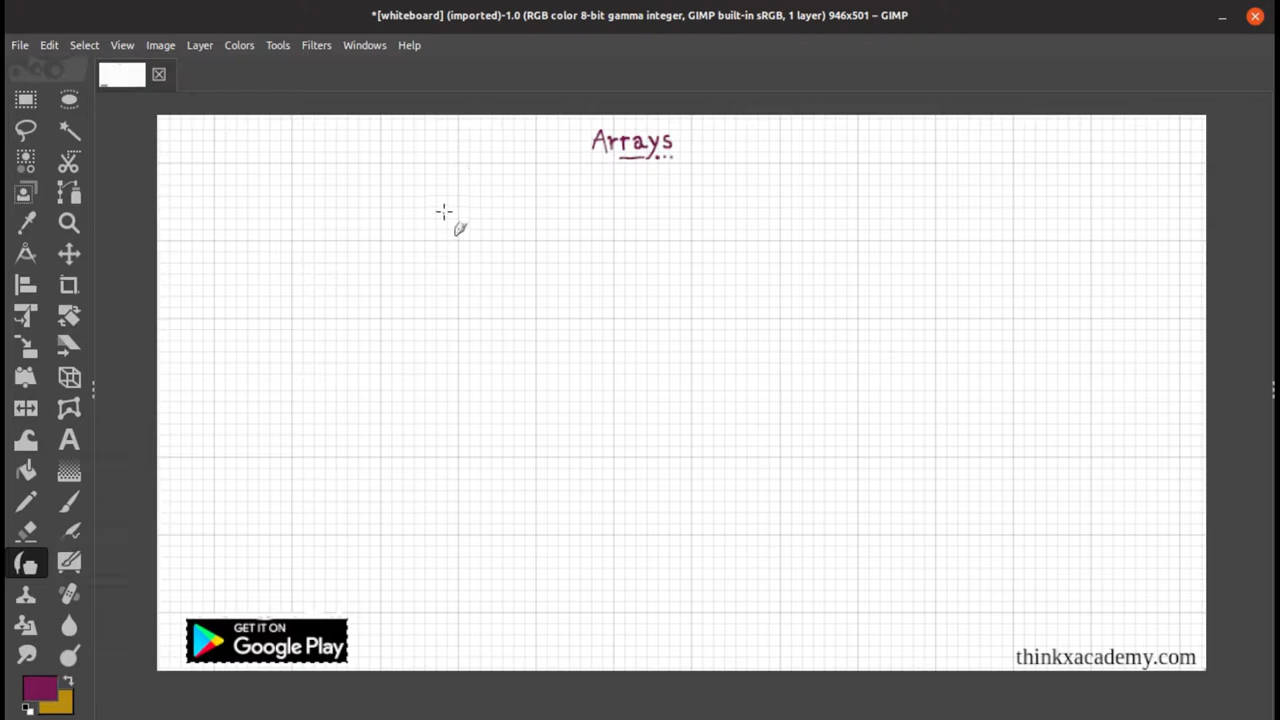 *[whiteboard] (imported)-1.0 (RGB color 8-bit gamma integer, GIMP built-in sRGB, 1 layer) 946x501 – GIMP
File Edit Select View Image Layer Colors Tools Filters Windows Help
Arrays
GET IT ON
Google Play
thinkxacademy.com